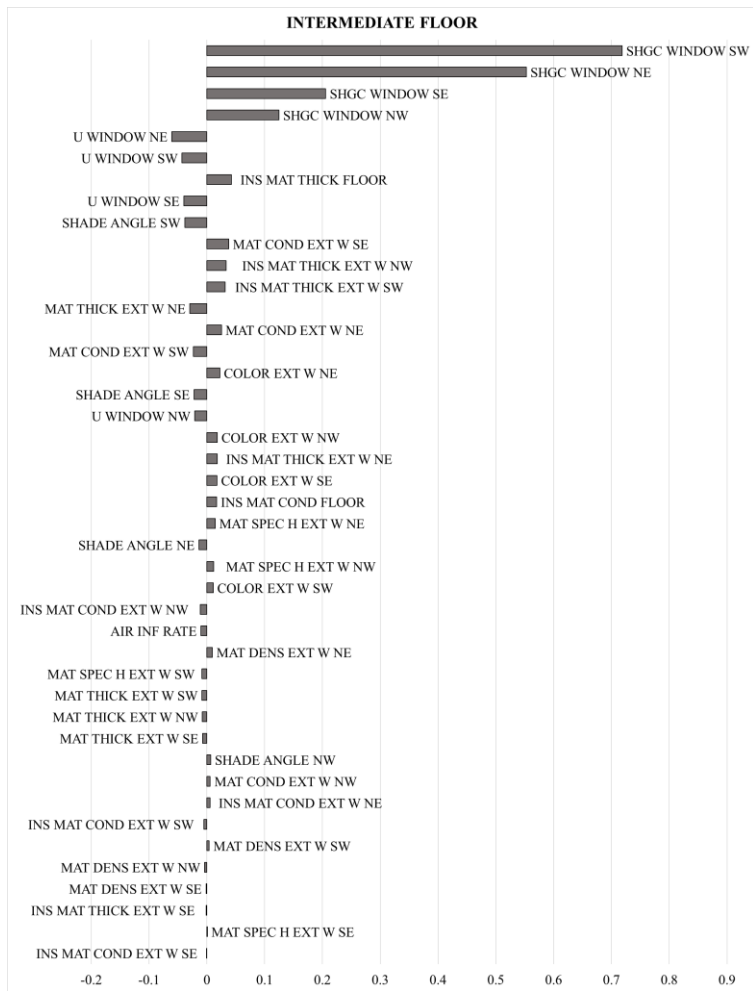 INTERMEDIATE FLOOR
SHGC WINDOW SW
SHGC WINDOW NE
SHGC WINDOW SE
SHGC WINDOW NW
U WINDOW NE
U WINDOW SW
INS MAT THICK FLOOR
U WINDOW SE
SHADE ANGLE SW
MAT COND EXT W SE
INS MAT THICK EXT W NW
INS MAT THICK EXT W SW
MAT THICK EXT W NE
MAT COND EXT W NE
MAT COND EXT W SW
COLOR EXT W NE
SHADE ANGLE SE
U WINDOW NW
COLOR EXT W NW
INS MAT THICK EXT W NE
COLOR EXT W SE
INS MAT COND FLOOR
MAT SPEC H EXT W NE
SHADE ANGLE NE
MAT SPEC H EXT W NW
COLOR EXT W SW
INS MAT COND EXT W NW
AIR INF RATE
MAT DENS EXT W NE
MAT SPEC H EXT W SW
MAT THICK EXT W SW
MAT THICK EXT W NW
MAT THICK EXT W SE
SHADE ANGLE NW
MAT COND EXT W NW
INS MAT COND EXT W NE
INS MAT COND EXT W SW
MAT DENS EXT W SW
MAT DENS EXT W NW
MAT DENS EXT W SE
INS MAT THICK EXT W SE
MAT SPEC H EXT W SE
INS MAT COND EXT W SE
-0.2 -0.1 0 0.1 0.2 0.3 0.4 0.5 0.6 0.7 0.8 0.9